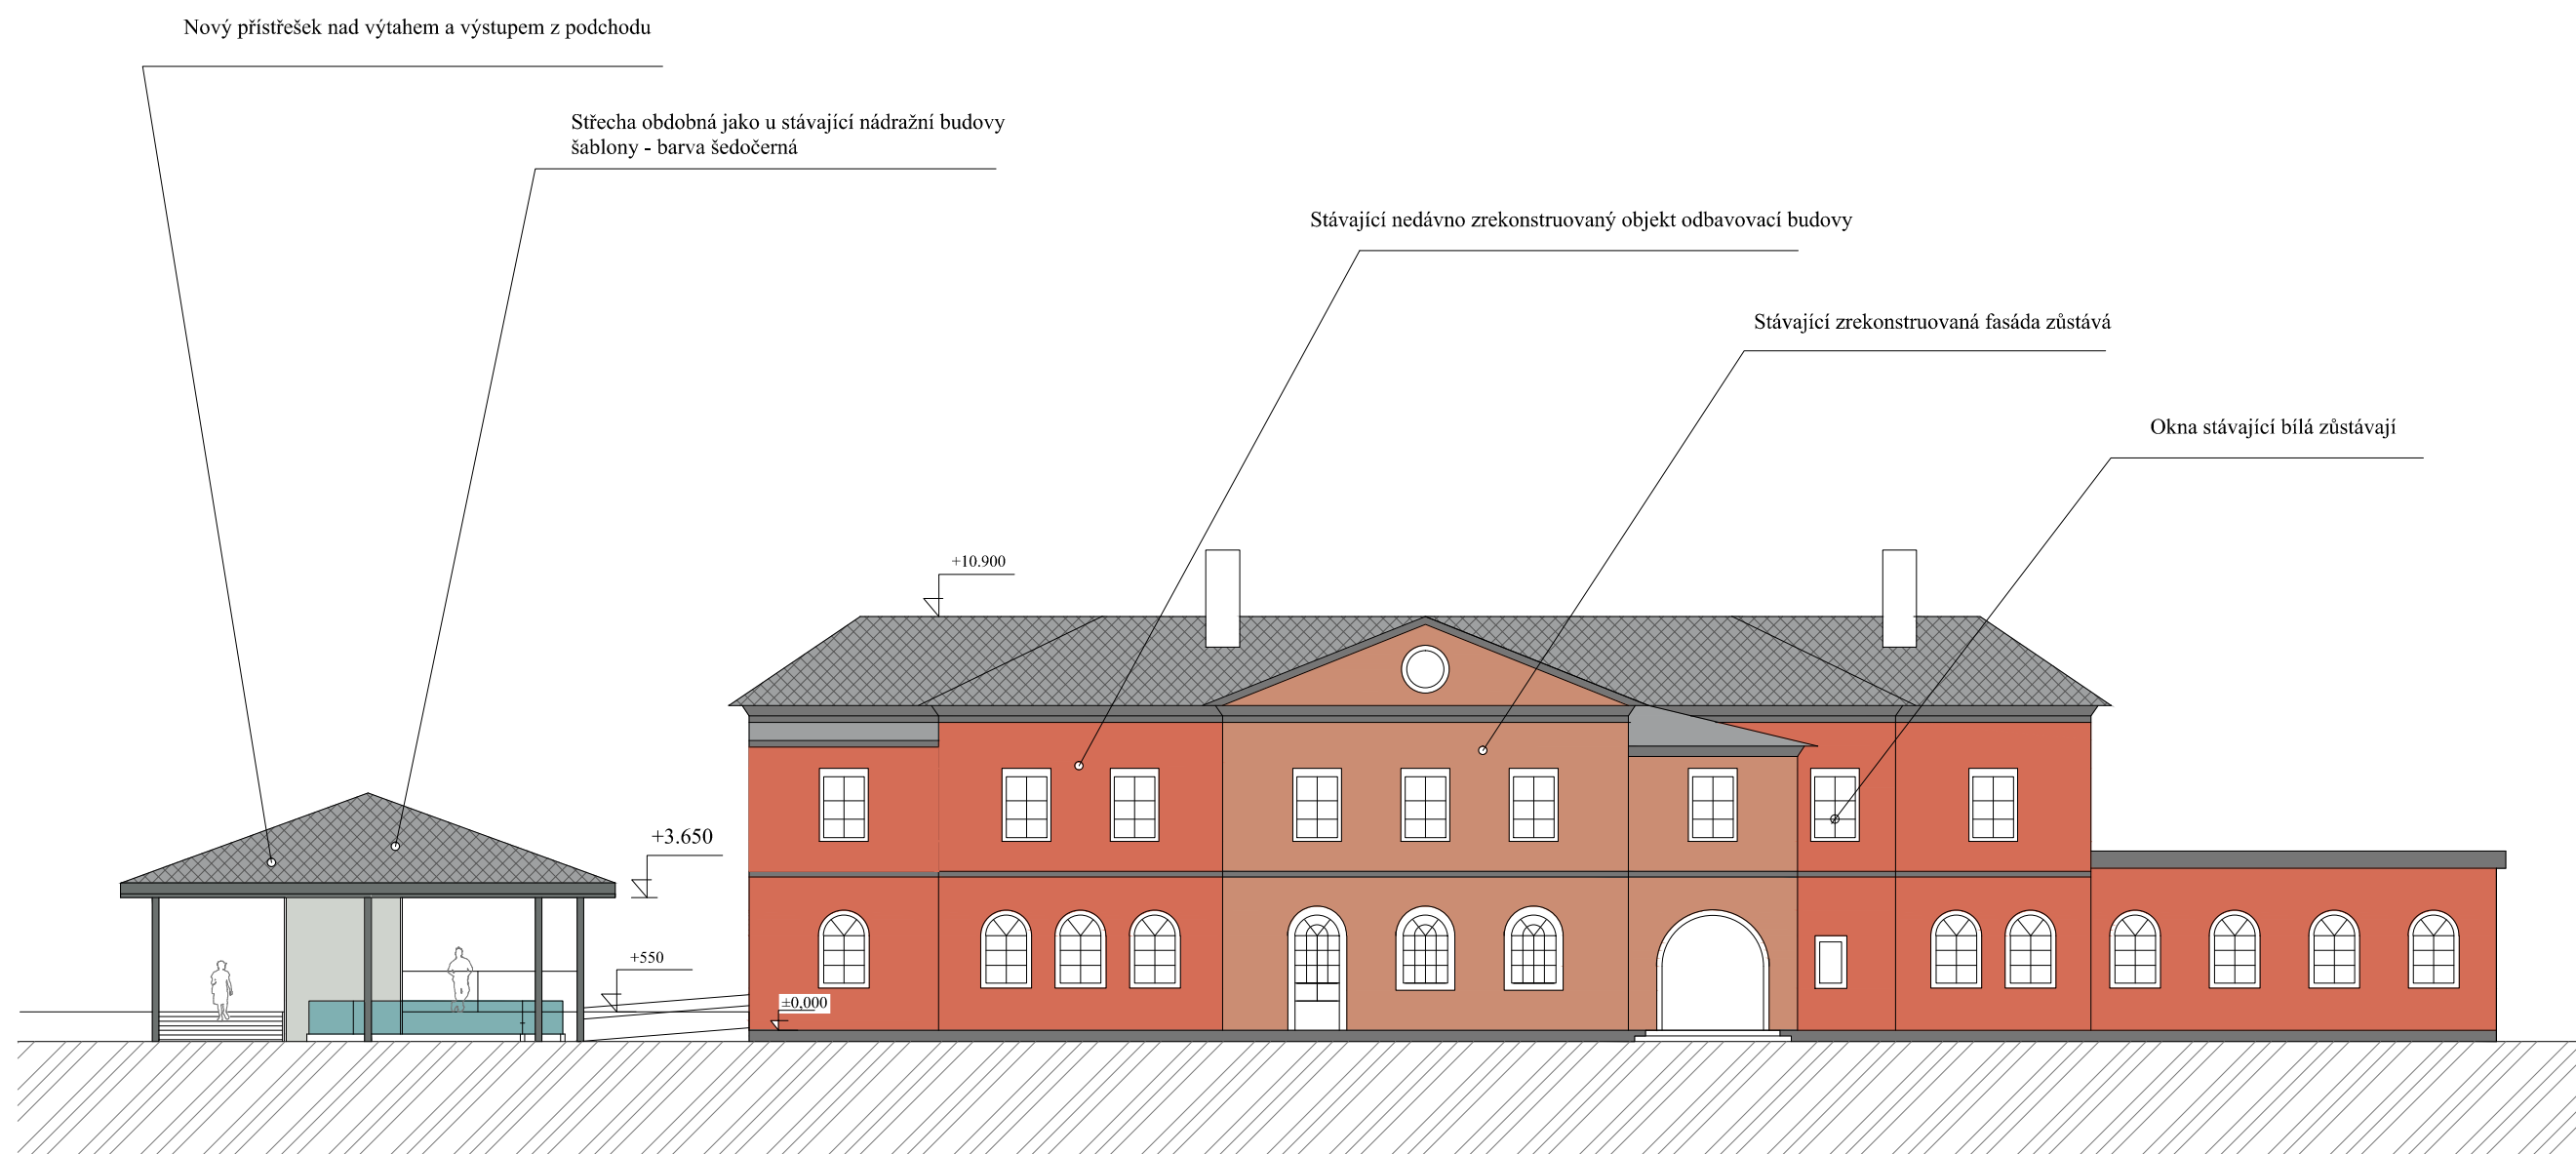 Nový přístřešek nad výtahem a výstupem z podchodu
Střecha obdobná jako u stávající nádražní budovy
šablony - barva šedočerná
Stávající nedávno zrekonstruovaný objekt odbavovací budovy
Stávající zrekonstruovaná fasáda zůstává
Okna stávající bílá zůstávají
+10.900
+3.650
+550
±0,000